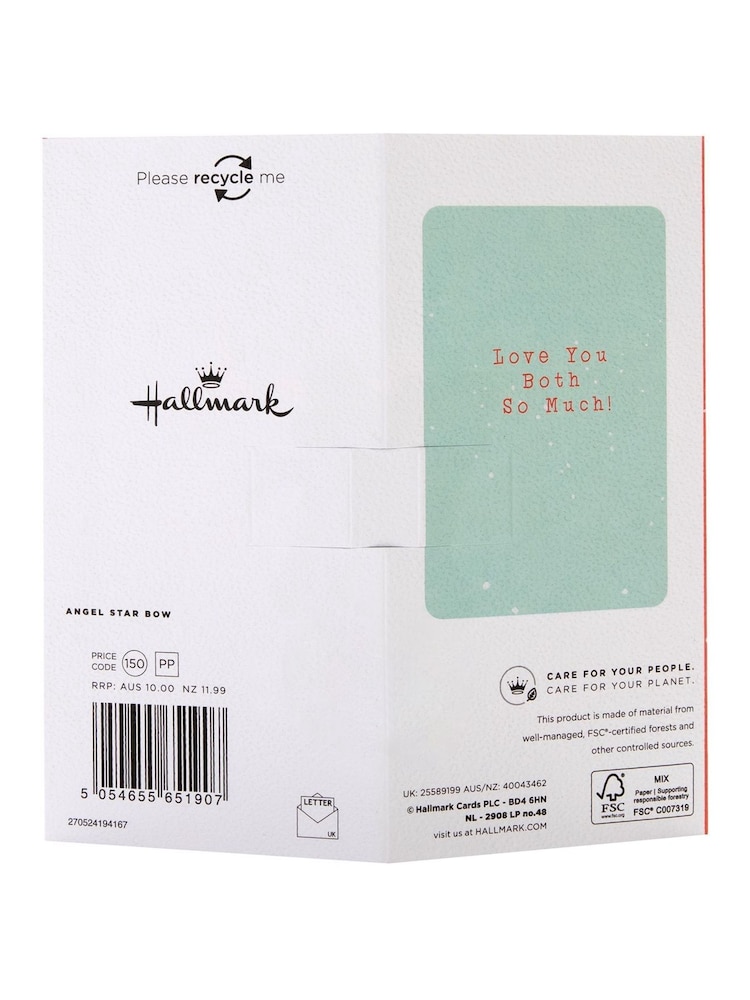 Please recycle me
Hallmark
Love You
Both
So Much!
ANGEL STAR BOW
PRICE
CODE 150 PP
RRP: AUS 10.00 NZ 11.99
5 054655 651907
270524194167
LETTER
UK
CARE FOR YOUR PEOPLE.
CARE FOR YOUR PLANET.
This product is made of material from
well-managed, FSC®-certified forests and
other controlled sources.
UK: 25589199 AUS/NZ: 40043462
© Hallmark Cards PLC - BD4 6HN
NL - 2908 LP no.48
visit us at HALLMARK.COM
FSC
www.fsc.org
MIX
Paper | Supporting
responsible forestry
FSC® C007319